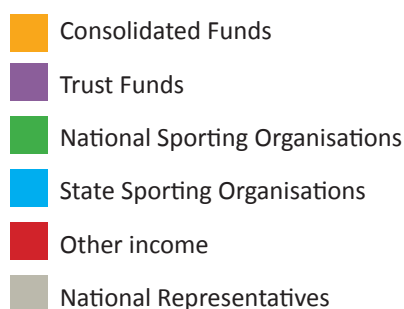 Consolidated Funds
Trust Funds
National Sporting Organisations
State Sporting Organisations
Other income
National Representatives